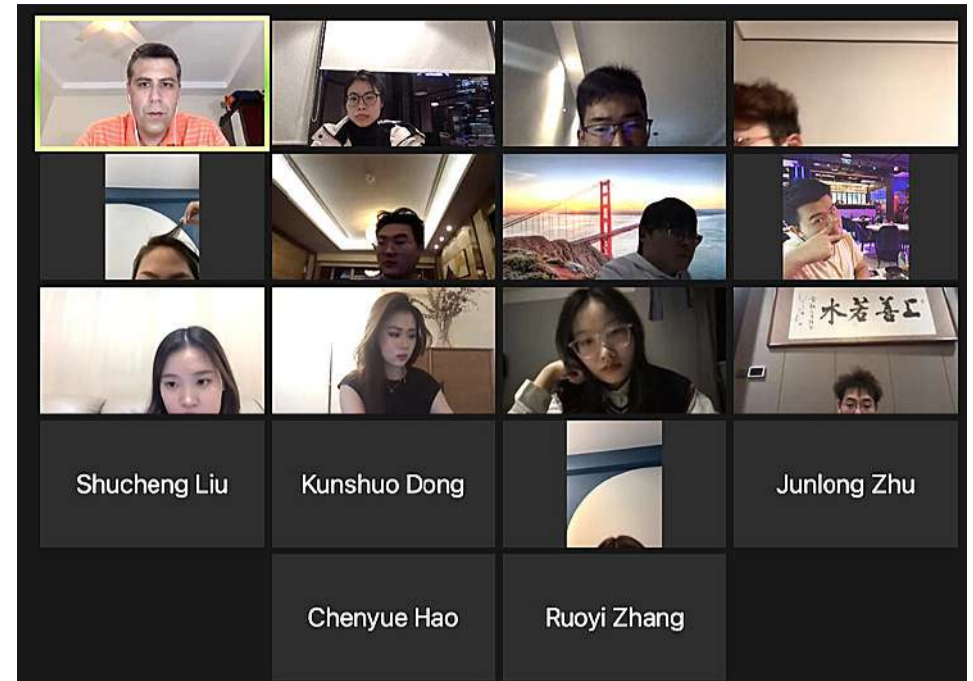 上善若水
Shucheng Liu
Kunshuo Dong
Junlong Zhu
Chenyue Hao
Ruoyi Zhang